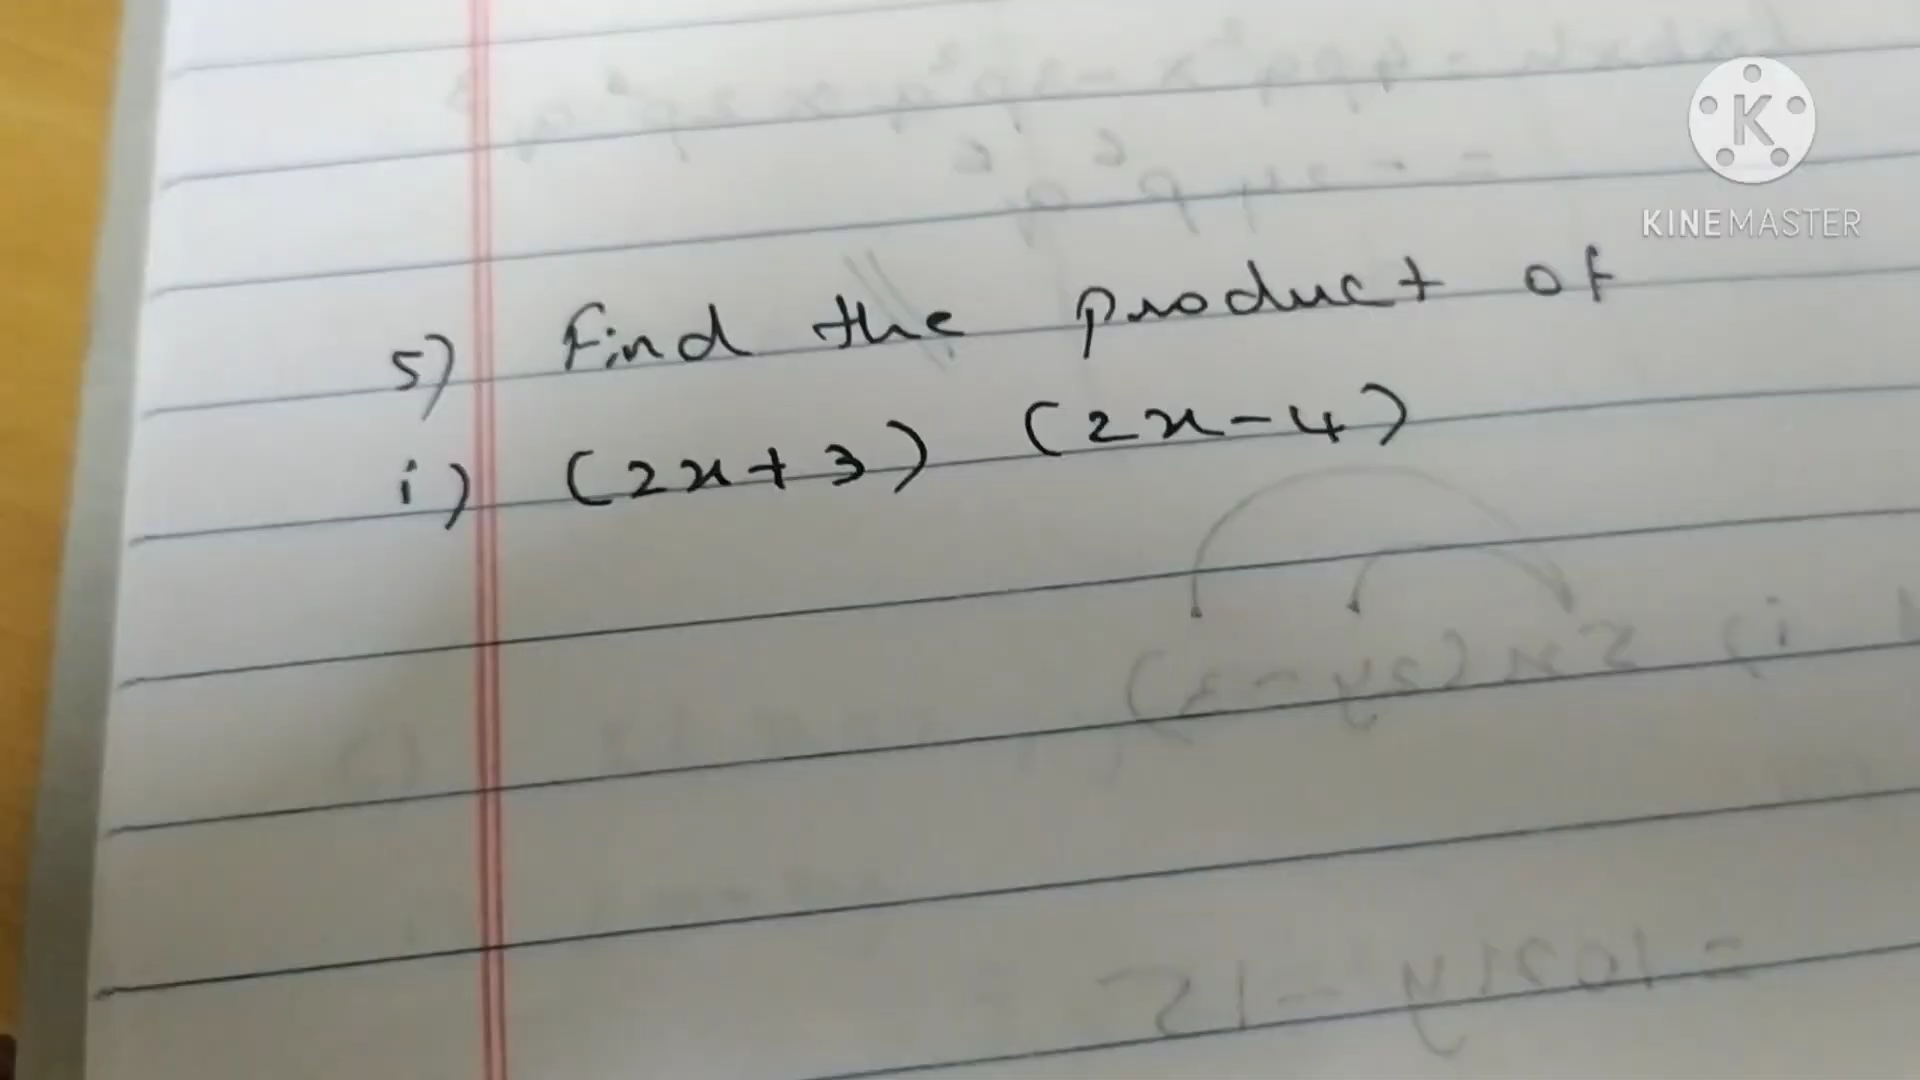 KINEMASTER
5) Find the product of
i) (2x+3) (2x-4)